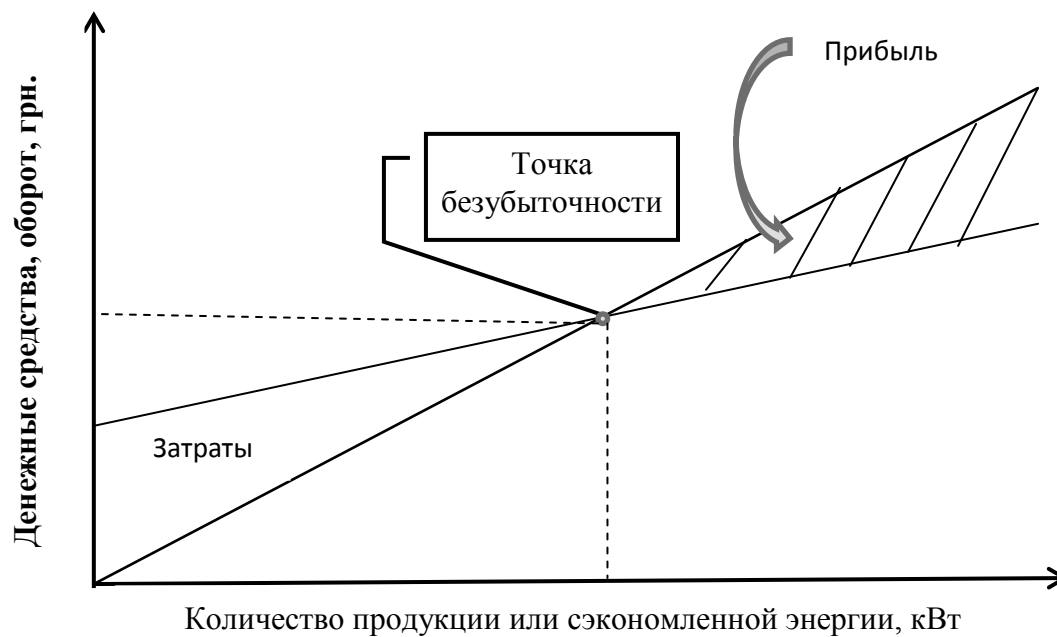 Прибыль
Точка
безубыточности
Денежные средства, оборот, грн.
Затраты
Количество продукции или сэкономленной энергии, кВт